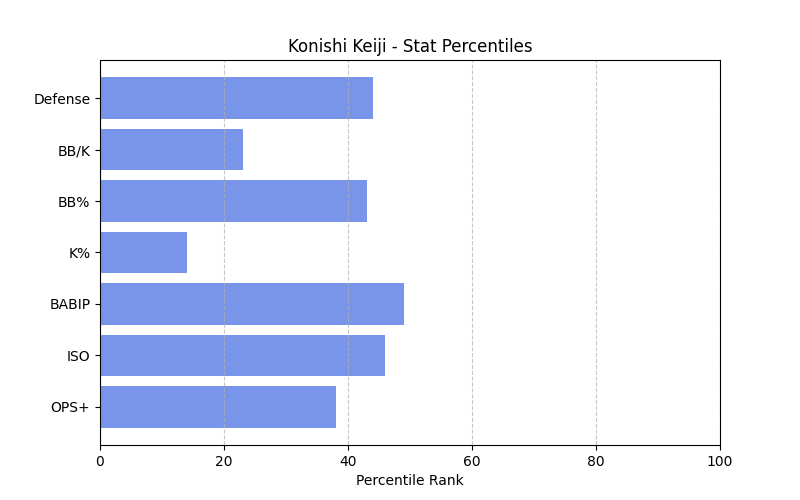 Konishi Keiji - Stat Percentiles
Defense
BB/K
BB%
K%
BABIP
ISO
OPS+
0 20 40 60 80 100
Percentile Rank